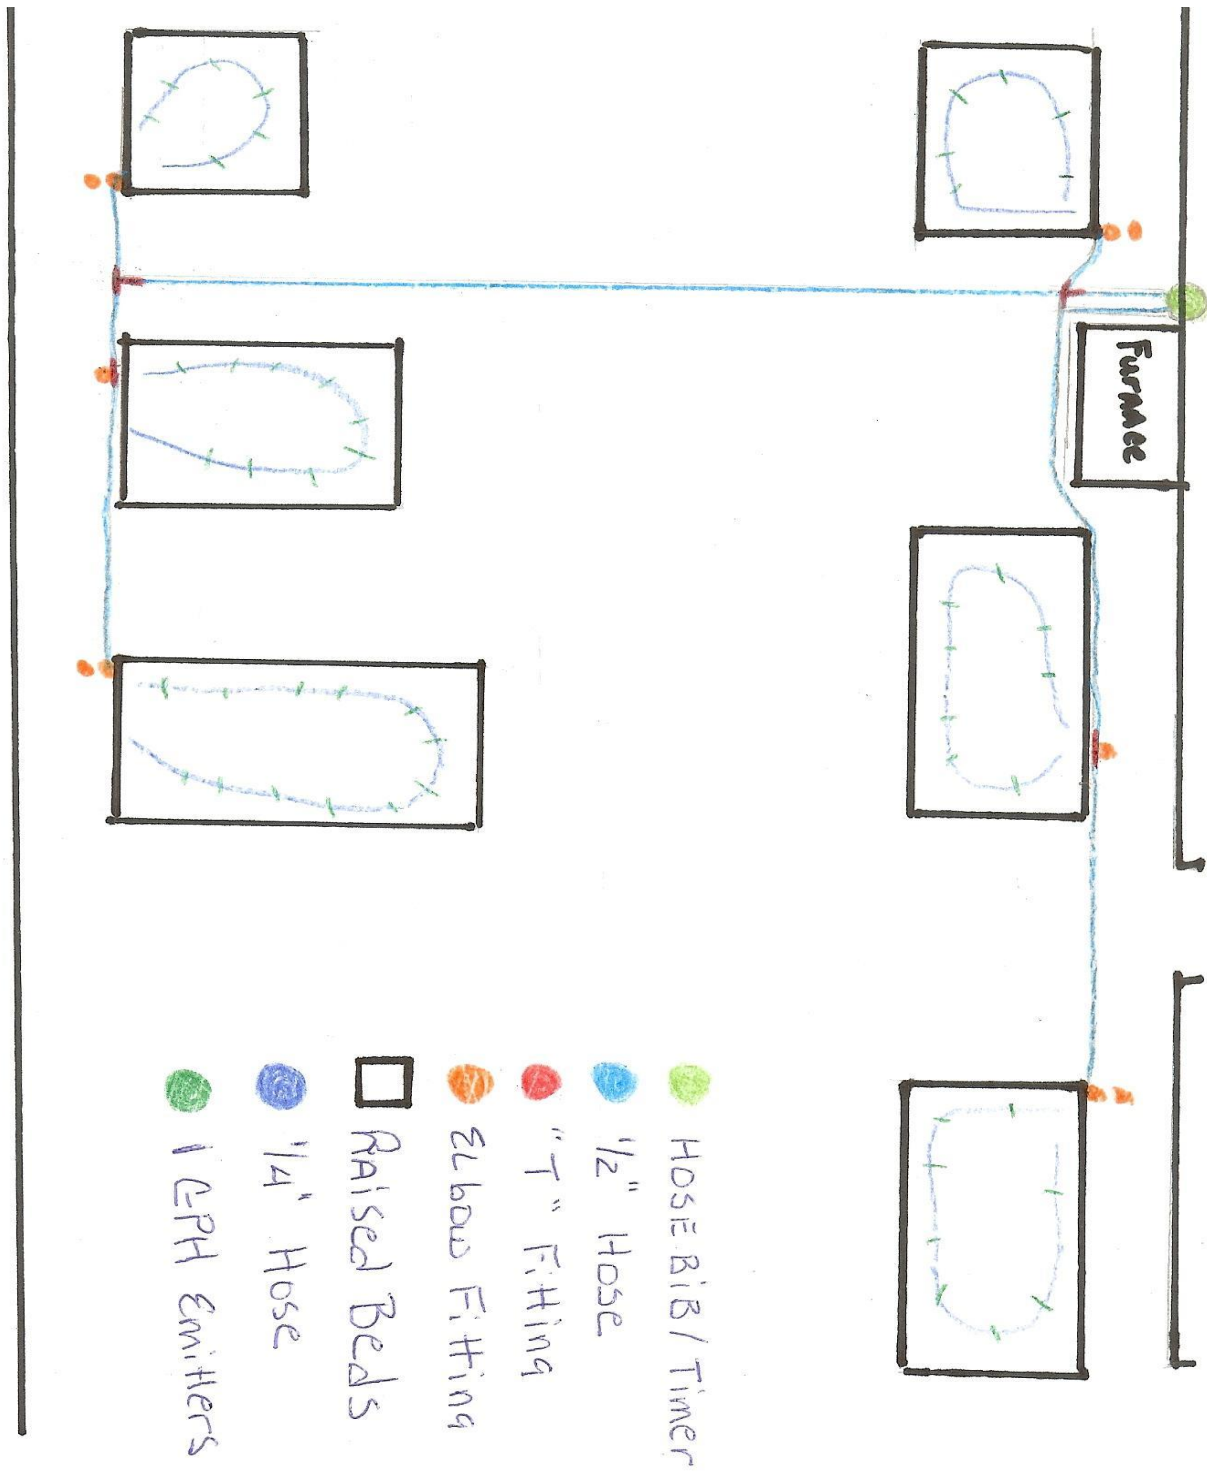 Furnace
HOSE BiB / Timer
1/2" Hose
"T" Fitting
Elbow Fitting
RAised Beds
1/4" Hose
1 GPH Emitters